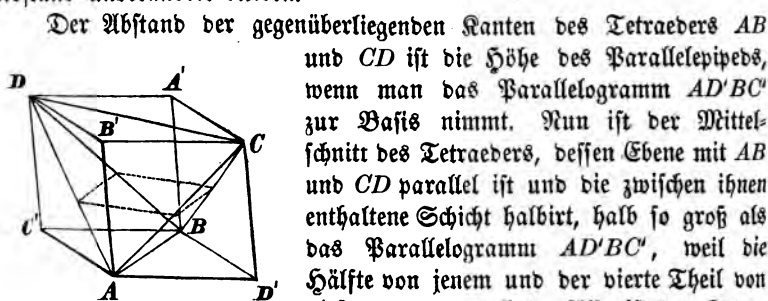 Der Abstand der gegenüberliegenden Kanten des Tetraeders AB
und CD ist die Höhe des Parallelepipeds,
wenn man das Parallelogramm AD'BC'
zur Basis nimmt. Nun ist der Mittel=
schnitt des Tetraeders, dessen Ebene mit AB
und CD parallel ist und die zwischen ihnen
enthaltene Schicht halbirt, halb so groß als
das Parallelogramm AD'BC', weil die
Hälfte von jenem und der vierte Theil von
D
A'
B'
C
C'
B
A
D'